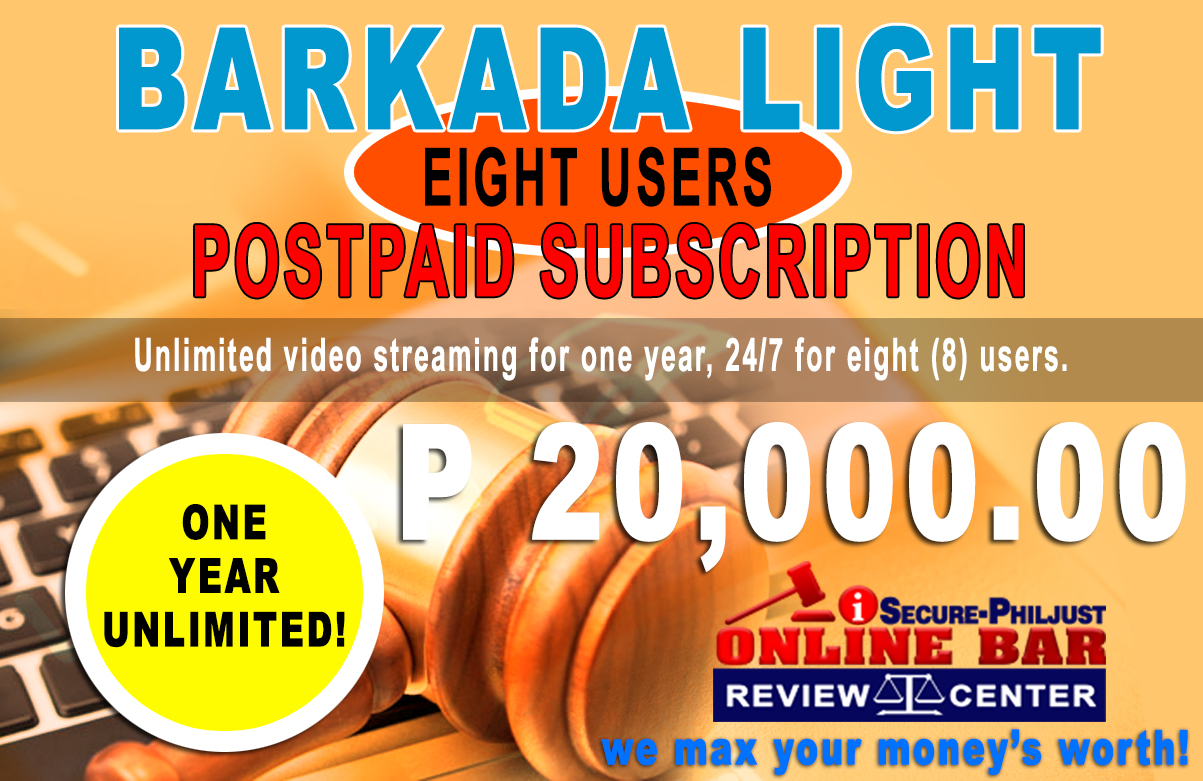 BARKADA LIGHT
EIGHT USERS
POSTPAID SUBSCRIPTION
Unlimited video streaming for one year, 24/7 for eight (8) users.
P 20,000.00
ONE
YEAR
UNLIMITED!
i SECURE-PHILJUST
ONLINE BAR
REVIEW CENTER
we max your money's worth!